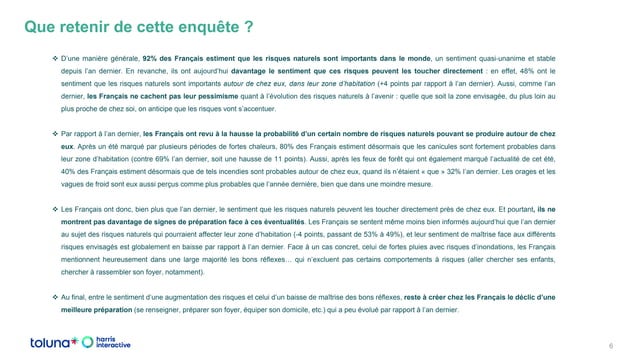 Que retenir de cette enquête ?
❖ D’une manière générale, 92% des Français estiment que les risques naturels sont importants dans le monde, un sentiment quasi-unanime et stable
depuis l’an dernier. En revanche, ils ont aujourd’hui davantage le sentiment que ces risques peuvent les toucher directement : en effet, 48% ont le
sentiment que les risques naturels sont importants autour de chez eux, dans leur zone d’habitation (+4 points par rapport à l’an dernier). Aussi, comme l’an
dernier, les Français ne cachent pas leur pessimisme quant à l’évolution des risques naturels à l’avenir : quelle que soit la zone envisagée, du plus loin au
plus proche de chez soi, on anticipe que les risques vont s’accentuer.
❖ Par rapport à l’an dernier, les Français ont revu à la hausse la probabilité d’un certain nombre de risques naturels pouvant se produire autour de chez
eux. Après un été marqué par plusieurs périodes de fortes chaleurs, 80% des Français estiment désormais que les canicules sont fortement probables dans
leur zone d’habitation (contre 69% l’an dernier, soit une hausse de 11 points). Aussi, après les feux de forêt qui ont également marqué l’actualité de cet été,
40% des Français estiment désormais que de tels incendies sont probables autour de chez eux, quand ils n’étaient « que » 32% l’an dernier. Les orages et les
vagues de froid sont eux aussi perçus comme plus probables que l’année dernière, bien que dans une moindre mesure.
❖ Les Français ont donc, bien plus que l’an dernier, le sentiment que les risques naturels peuvent les toucher directement près de chez eux. Et pourtant, ils ne
montrent pas davantage de signes de préparation face à ces éventualités. Les Français se sentent même moins bien informés aujourd’hui que l’an dernier
au sujet des risques naturels qui pourraient affecter leur zone d’habitation (-4 points, passant de 53% à 49%), et leur sentiment de maîtrise face aux différents
risques envisagés est globalement en baisse par rapport à l’an dernier. Face à un cas concret, celui de fortes pluies avec risques d’inondations, les Français
mentionnent heureusement dans une large majorité les bons réflexes… qui n’excluent pas certains comportements à risques (aller chercher ses enfants,
chercher à rassembler son foyer, notamment).
❖ Au final, entre le sentiment d’une augmentation des risques et celui d’un baisse de maîtrise des bons réflexes, reste à créer chez les Français le déclic d’une
meilleure préparation (se renseigner, préparer son foyer, équiper son domicile, etc.) qui a peu évolué par rapport à l’an dernier.
toluna harris
interactive
6